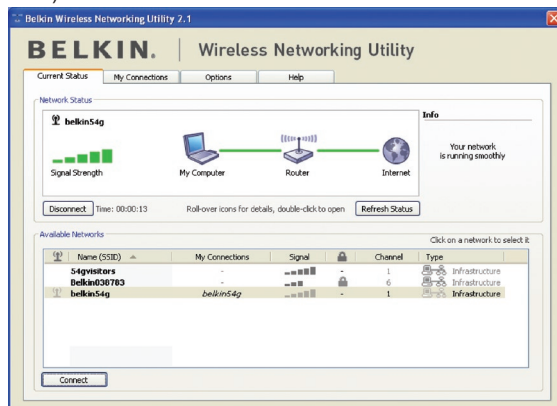 Belkin Wireless Networking Utility 2.1
BELKIN. Wireless Networking Utility
Current Status My Connections Options Help
Network Status
belkin54g
Signal Strength My Computer Router Internet
Info
Your network
is running smoothly
Disconnect Time: 00:00:13 Roll-over icons for details, double-click to open Refresh Status
Available Networks
Click on a network to select it
Name (SSID) My Connections Signal Channel Type
54gvisitors - - 1 Infrastructure
Belkin038783 - 6 Infrastructure
belkin54g belkin54g - 1 Infrastructure
Connect